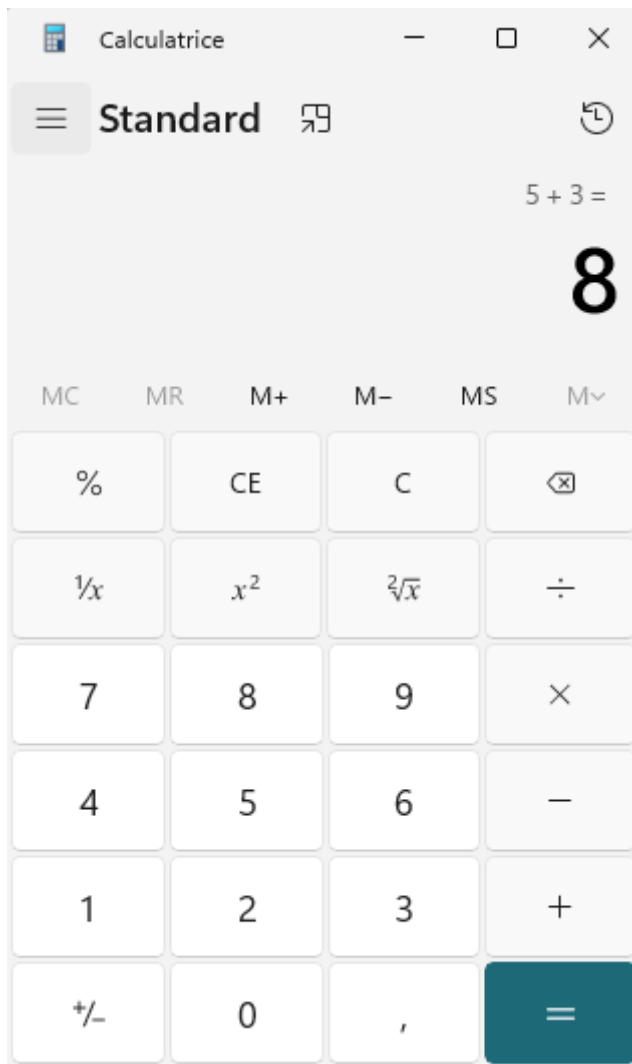 Calculatrice
Standard
5 + 3 =
8
MC MR M+ M− MS M
% CE C
¹/x x² ²√x ÷
7 8 9 ×
4 5 6 −
1 2 3 +
+/− 0 , =